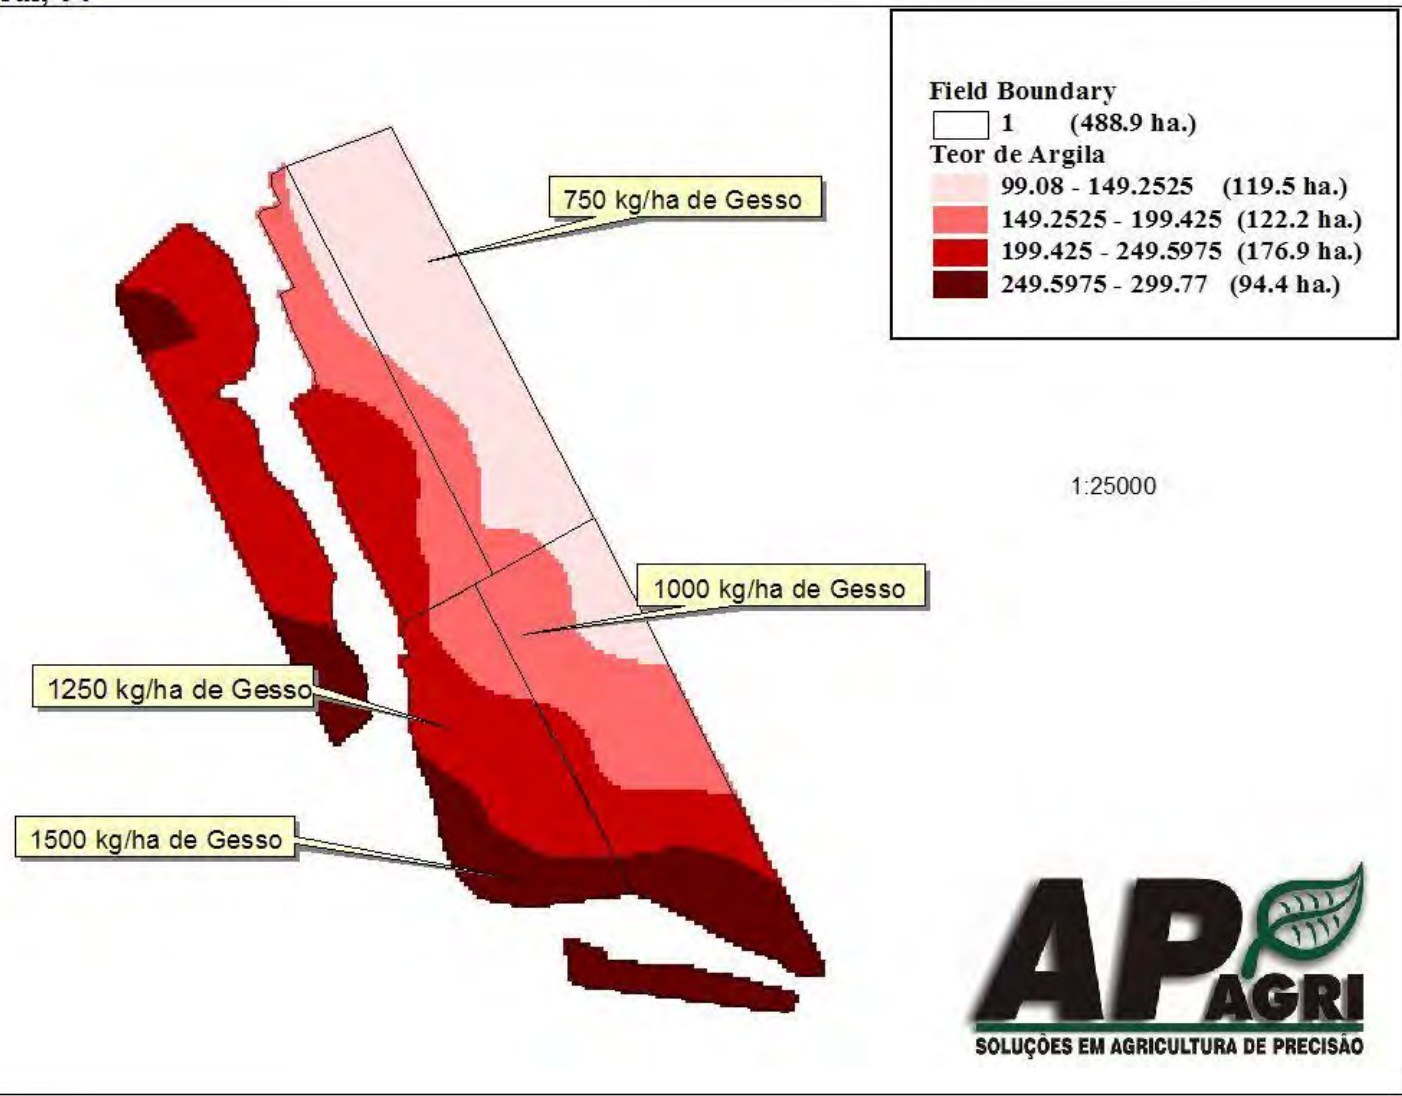 Field Boundary
1 (488.9 ha.)
Teor de Argila
99.08 - 149.2525 (119.5 ha.)
149.2525 - 199.425 (122.2 ha.)
199.425 - 249.5975 (176.9 ha.)
249.5975 - 299.77 (94.4 ha.)
750 kg/ha de Gesso
1:25000
1000 kg/ha de Gesso
1250 kg/ha de Gesso
1500 kg/ha de Gesso
AP
AGRI
SOLUÇÕES EM AGRICULTURA DE PRECISÃO